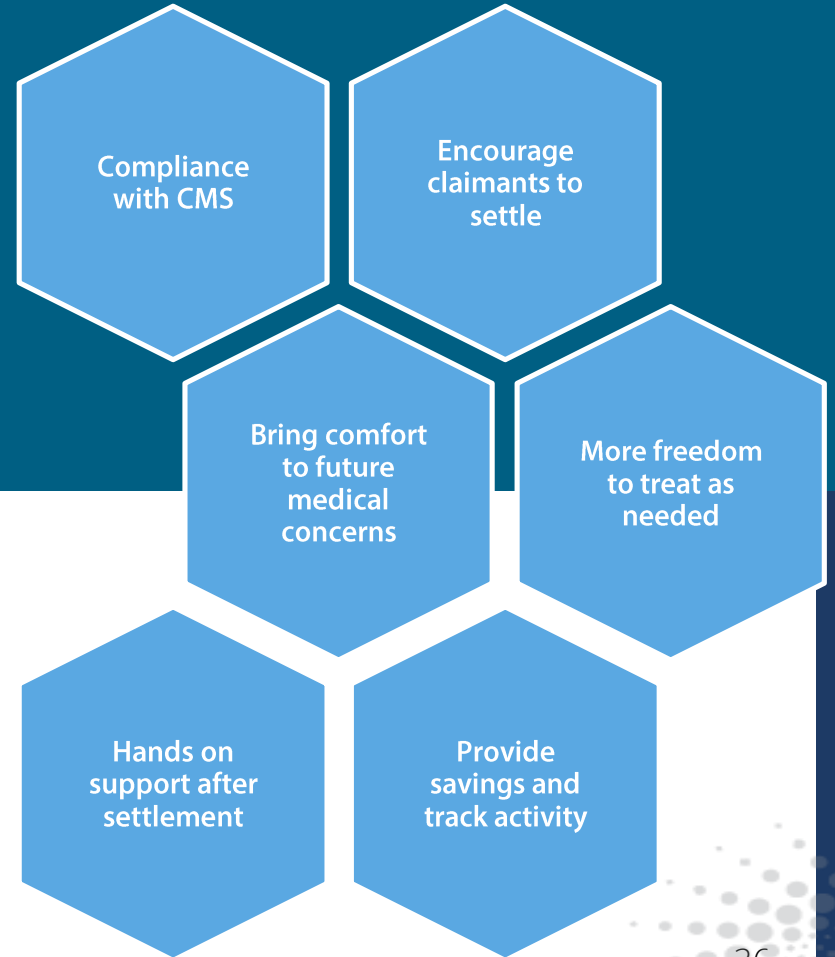 Compliance
with CMS
Encourage
claimants to
settle
Bring comfort
to future
medical
concerns
More freedom
to treat as
needed
Hands on
support after
settlement
Provide
savings and
track activity